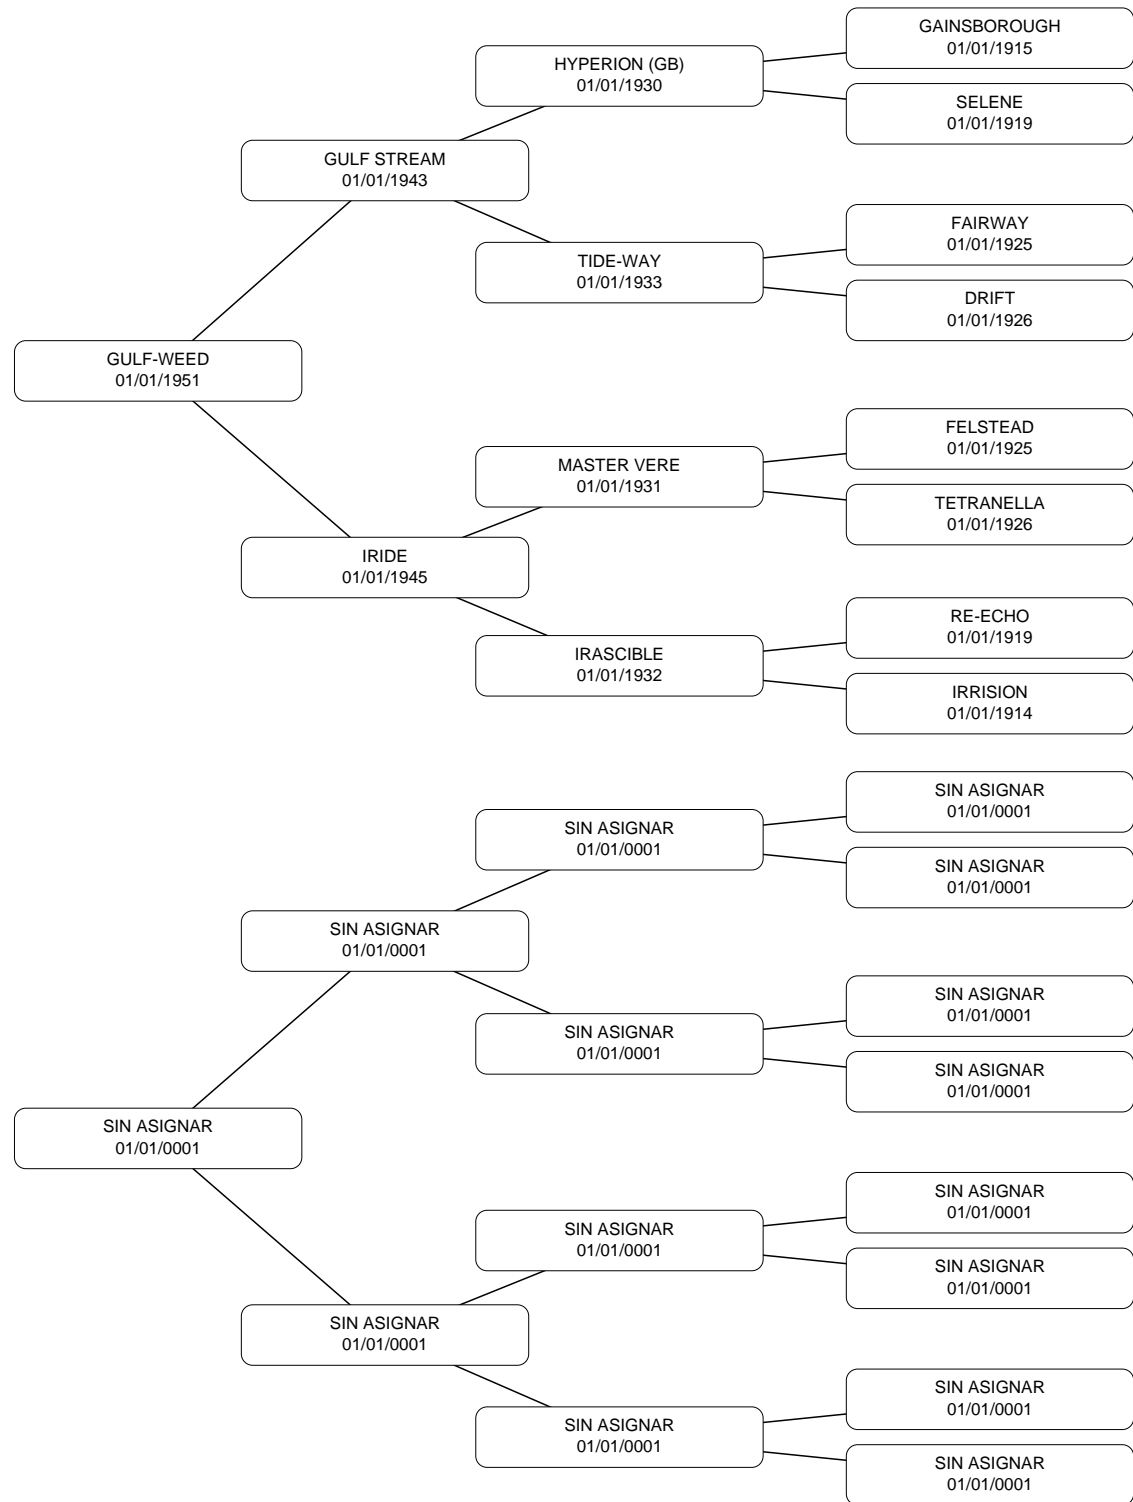 GAINSBOROUGH
01/01/1915
HYPERION (GB)
01/01/1930
SELENE
01/01/1919
GULF STREAM
01/01/1943
FAIRWAY
01/01/1925
TIDE-WAY
01/01/1933
DRIFT
01/01/1926
GULF-WEED
01/01/1951
FELSTEAD
01/01/1925
MASTER VERE
01/01/1931
TETRANELLA
01/01/1926
IRIDE
01/01/1945
RE-ECHO
01/01/1919
IRASCIBLE
01/01/1932
IRRISION
01/01/1914
SIN ASIGNAR
01/01/0001
SIN ASIGNAR
01/01/0001
SIN ASIGNAR
01/01/0001
SIN ASIGNAR
01/01/0001
SIN ASIGNAR
01/01/0001
SIN ASIGNAR
01/01/0001
SIN ASIGNAR
01/01/0001
SIN ASIGNAR
01/01/0001
SIN ASIGNAR
01/01/0001
SIN ASIGNAR
01/01/0001
SIN ASIGNAR
01/01/0001
SIN ASIGNAR
01/01/0001
SIN ASIGNAR
01/01/0001
SIN ASIGNAR
01/01/0001
SIN ASIGNAR
01/01/0001